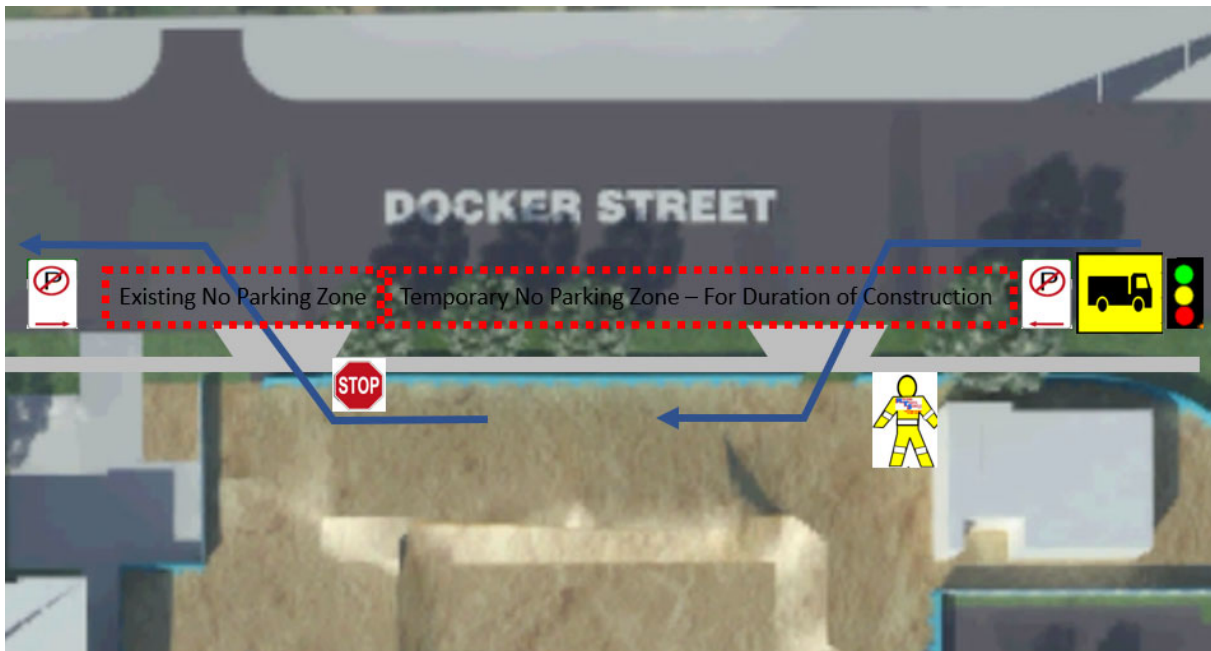 DOCKER STREET
P
Existing No Parking Zone
Temporary No Parking Zone – For Duration of Construction
P
STOP